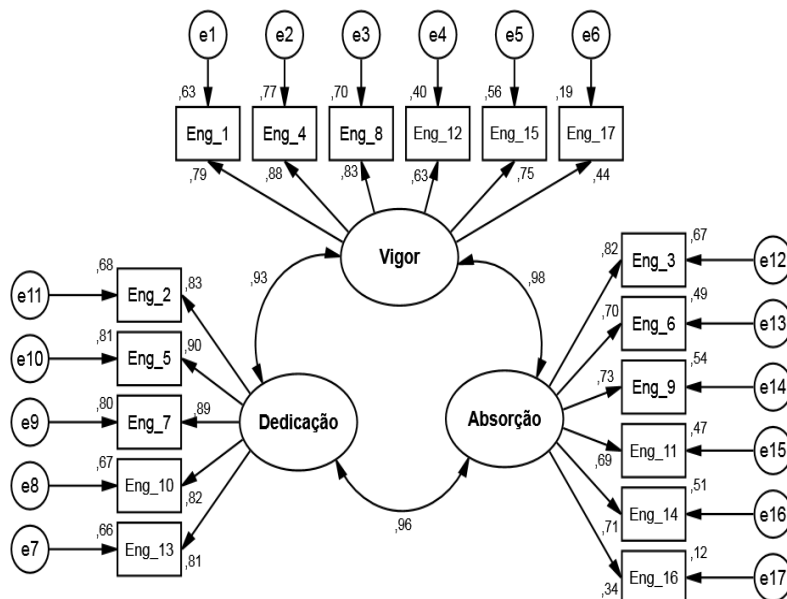 e1 e2 e3 e4 e5 e6
,63 ,77 ,70 ,40 ,56 ,19
Eng_1 Eng_4 Eng_8 Eng_12 Eng_15 Eng_17
,79 ,88 ,83 ,63 ,75 ,44
Vigor
,93 ,98
e11 ,68 Eng_2 ,83
e10 ,81 Eng_5 ,90
e9 ,80 Eng_7 ,89
e8 ,67 Eng_10 ,82
e7 ,66 Eng_13 ,81
Dedicação
,96
Absorção
,82 Eng_3 ,67 e12
,70 Eng_6 ,49 e13
,73 Eng_9 ,54 e14
,69 Eng_11 ,47 e15
,71 Eng_14 ,51 e16
,34 Eng_16 ,12 e17